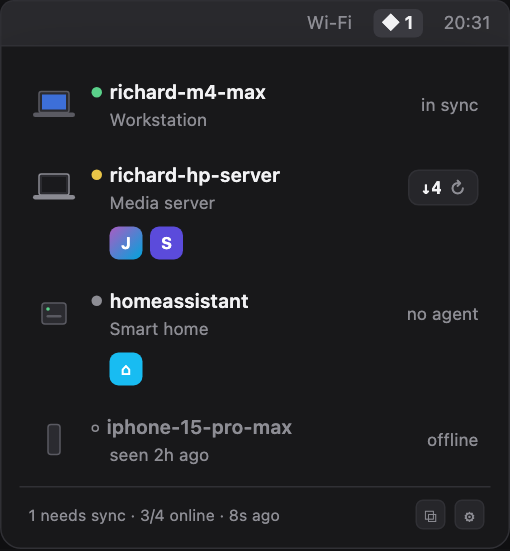 Wi-Fi ◆ 1 20:31
richard-m4-max
Workstation
in sync
richard-hp-server
Media server
↓4 ↻
J S
homeassistant
Smart home
no agent
iphone-15-pro-max
seen 2h ago
offline
1 needs sync · 3/4 online · 8s ago